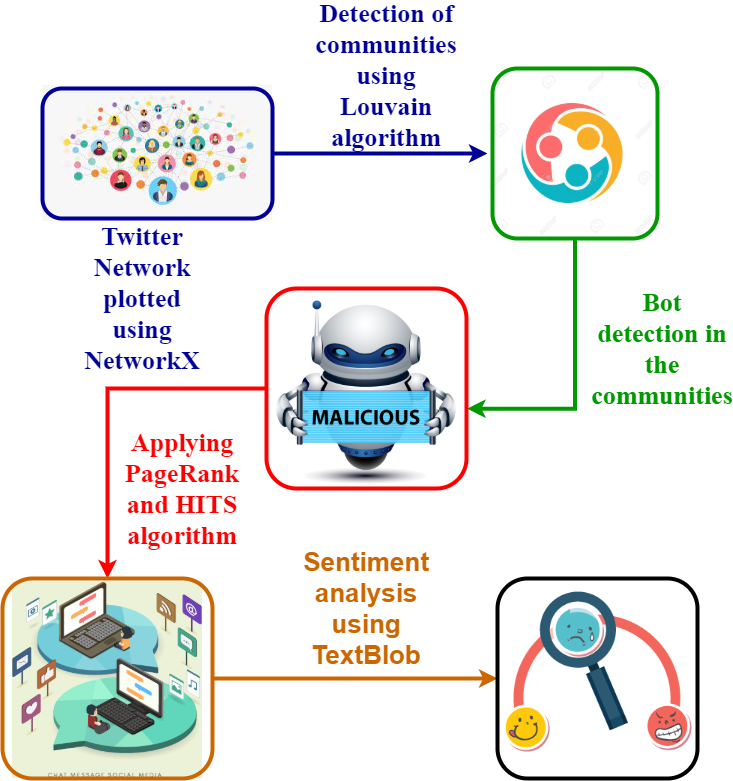 Detection of
communities
using
Louvain
algorithm
Twitter
Network
plotted
using
NetworkX
Bot
detection in
the
communities
MALICIOUS
Applying
PageRank
and HITS
algorithm
Sentiment
analysis
using
TextBlob
CHAT MESSAGE SOCIAL MEDIA